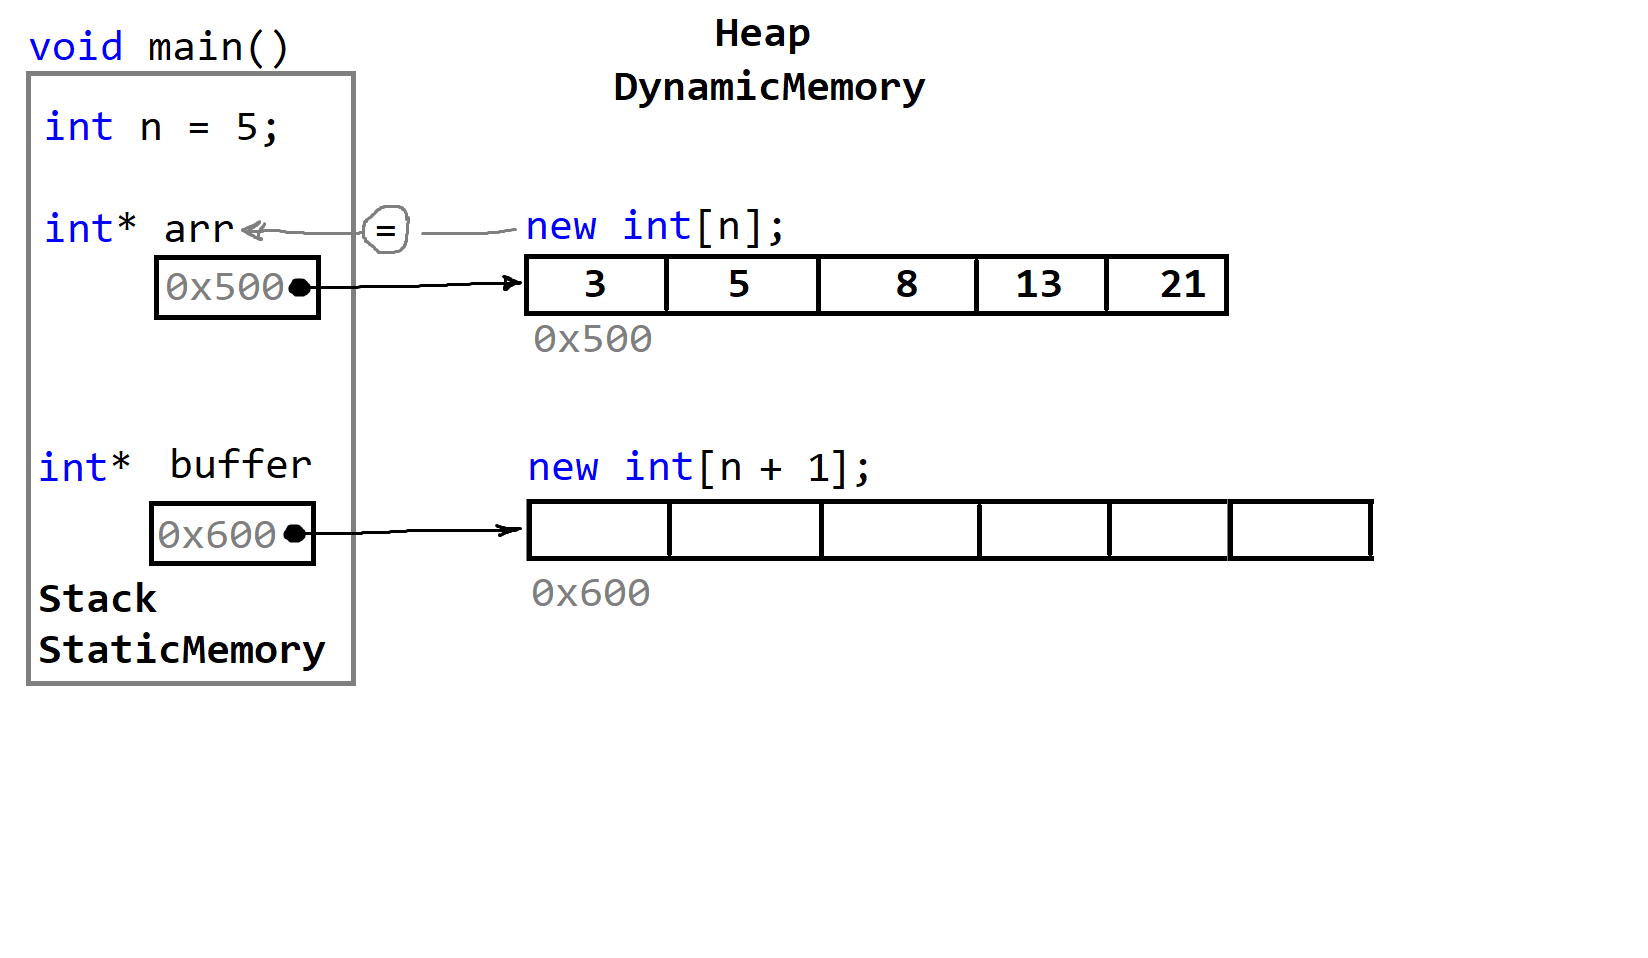 void main()
Heap
DynamicMemory
int n = 5;
int* arr = new int[n];
0x500
3 5 8 13 21
0x500
int* buffer new int[n + 1];
0x600
0x600
Stack
StaticMemory